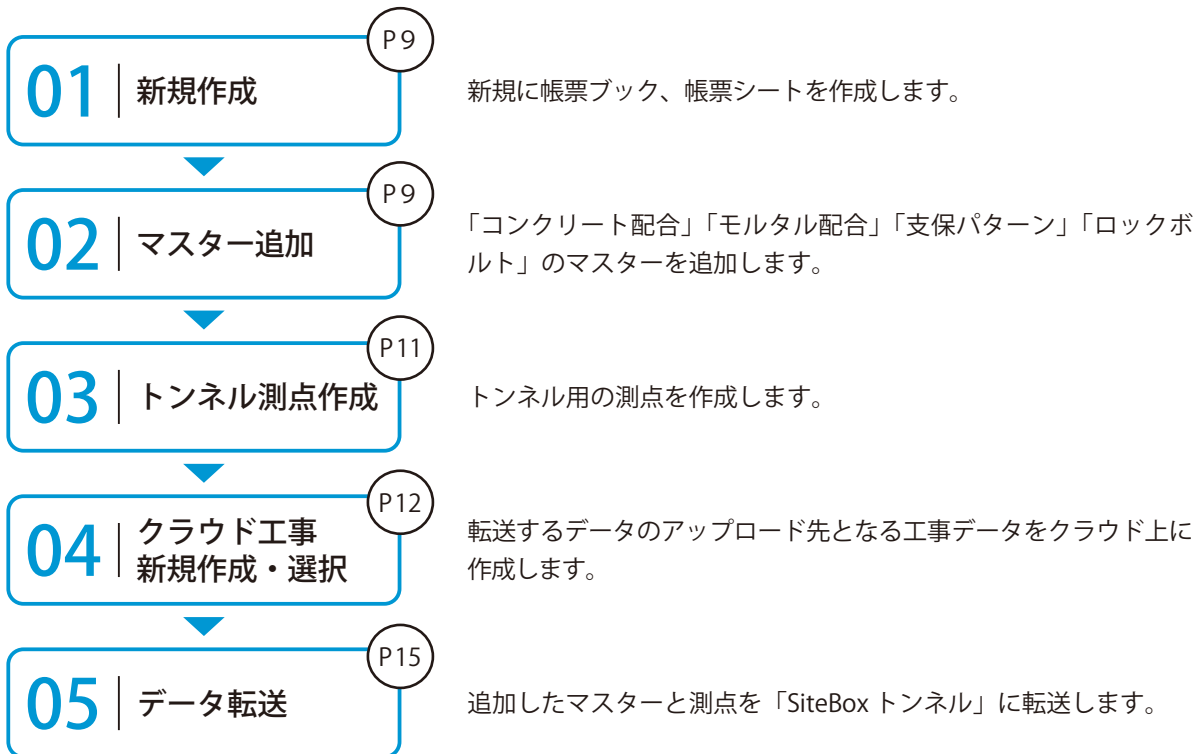 P9
01 新規作成
新規に帳票ブック、帳票シートを作成します。
P9
02 マスター追加
「コンクリート配合」「モルタル配合」「支保パターン」「ロックボ
ルト」のマスターを追加します。
P11
03 トンネル測点作成
トンネル用の測点を作成します。
P12
04 クラウド工事
新規作成・選択
転送するデータのアップロード先となる工事データをクラウド上に
作成します。
P15
05 データ転送
追加したマスターと測点を「SiteBox トンネル」に転送します。